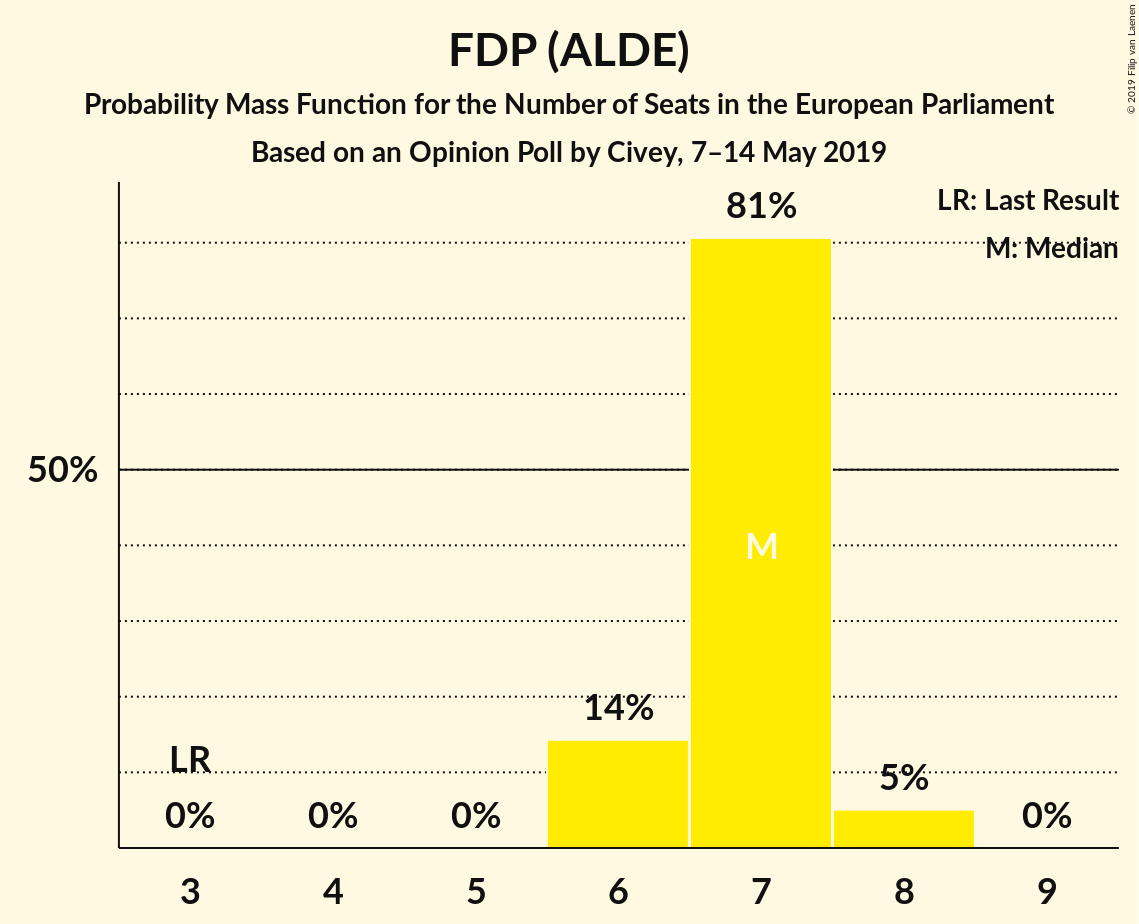 FDP (ALDE)
Probability Mass Function for the Number of Seats in the European Parliament
Based on an Opinion Poll by Civey, 7–14 May 2019
© 2019 Filip van Laenen
LR: Last Result
M: Median
81%
50%
M
14%
LR
5%
0%
0%
0%
0%
3
4
5
6
7
8
9